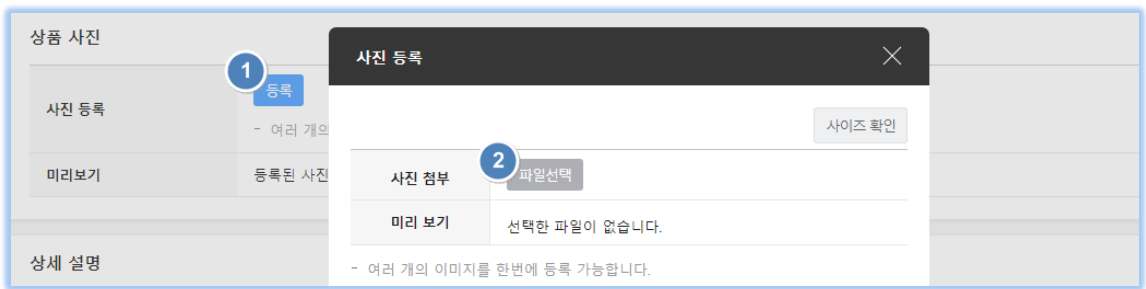 상품 사진
사진 등록
1
등록
- 여러 개의
미리보기
등록된 사진
상세 설명
사진 등록
사이즈 확인
사진 첨부
2
파일선택
미리 보기
선택한 파일이 없습니다.
- 여러 개의 이미지를 한번에 등록 가능합니다.